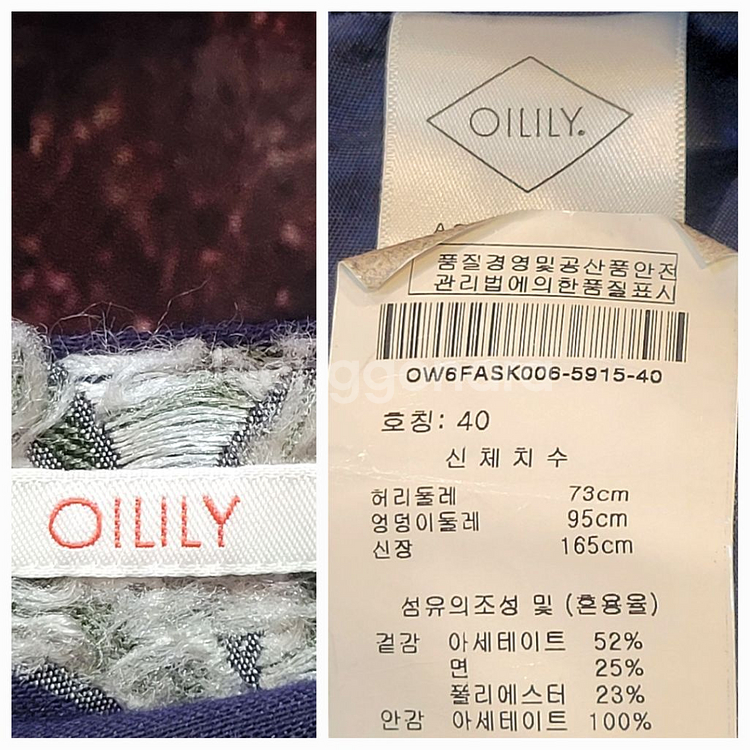 OILILY
OILILY®
품질경영및공산품안전
관리법에의한품질표시
OW6FASK006-5915-40
호칭: 40
신체치수
허리둘레 73cm
엉덩이둘레 95cm
신장 165cm
섬유의조성 및 (혼용율)
겉감 아세테이트 52%
면 25%
폴리에스터 23%
안감 아세테이트 100%